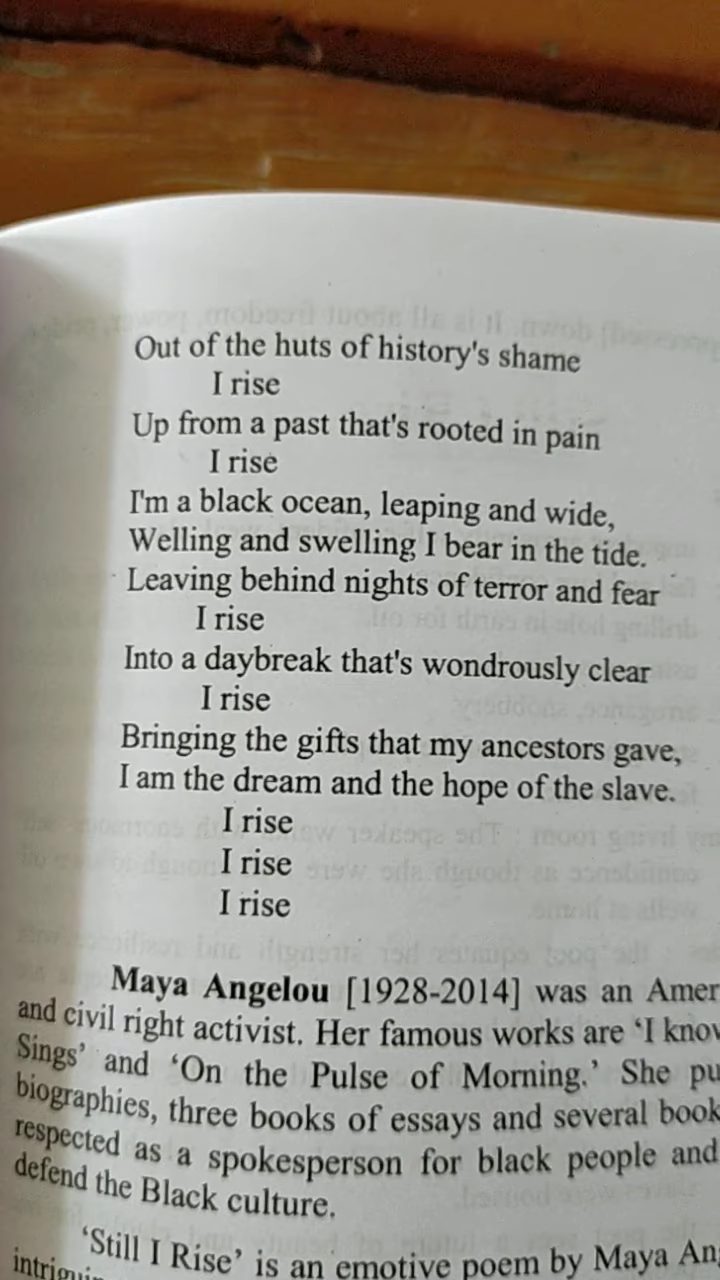 Out of the huts of history's shame
I rise
Up from a past that's rooted in pain
I rise
I'm a black ocean, leaping and wide,
Welling and swelling I bear in the tide.
Leaving behind nights of terror and fear
I rise
Into a daybreak that's wondrously clear
I rise
Bringing the gifts that my ancestors gave,
I am the dream and the hope of the slave.
I rise
I rise
I rise
Maya Angelou [1928-2014] was an Amer
and civil right activist. Her famous works are ‘I know
Sings’ and ‘On the Pulse of Morning.’ She pu
biographies, three books of essays and several book
respected as a spokesperson for black people and
defend the Black culture.
‘Still I Rise’ is an emotive poem by Maya Ang